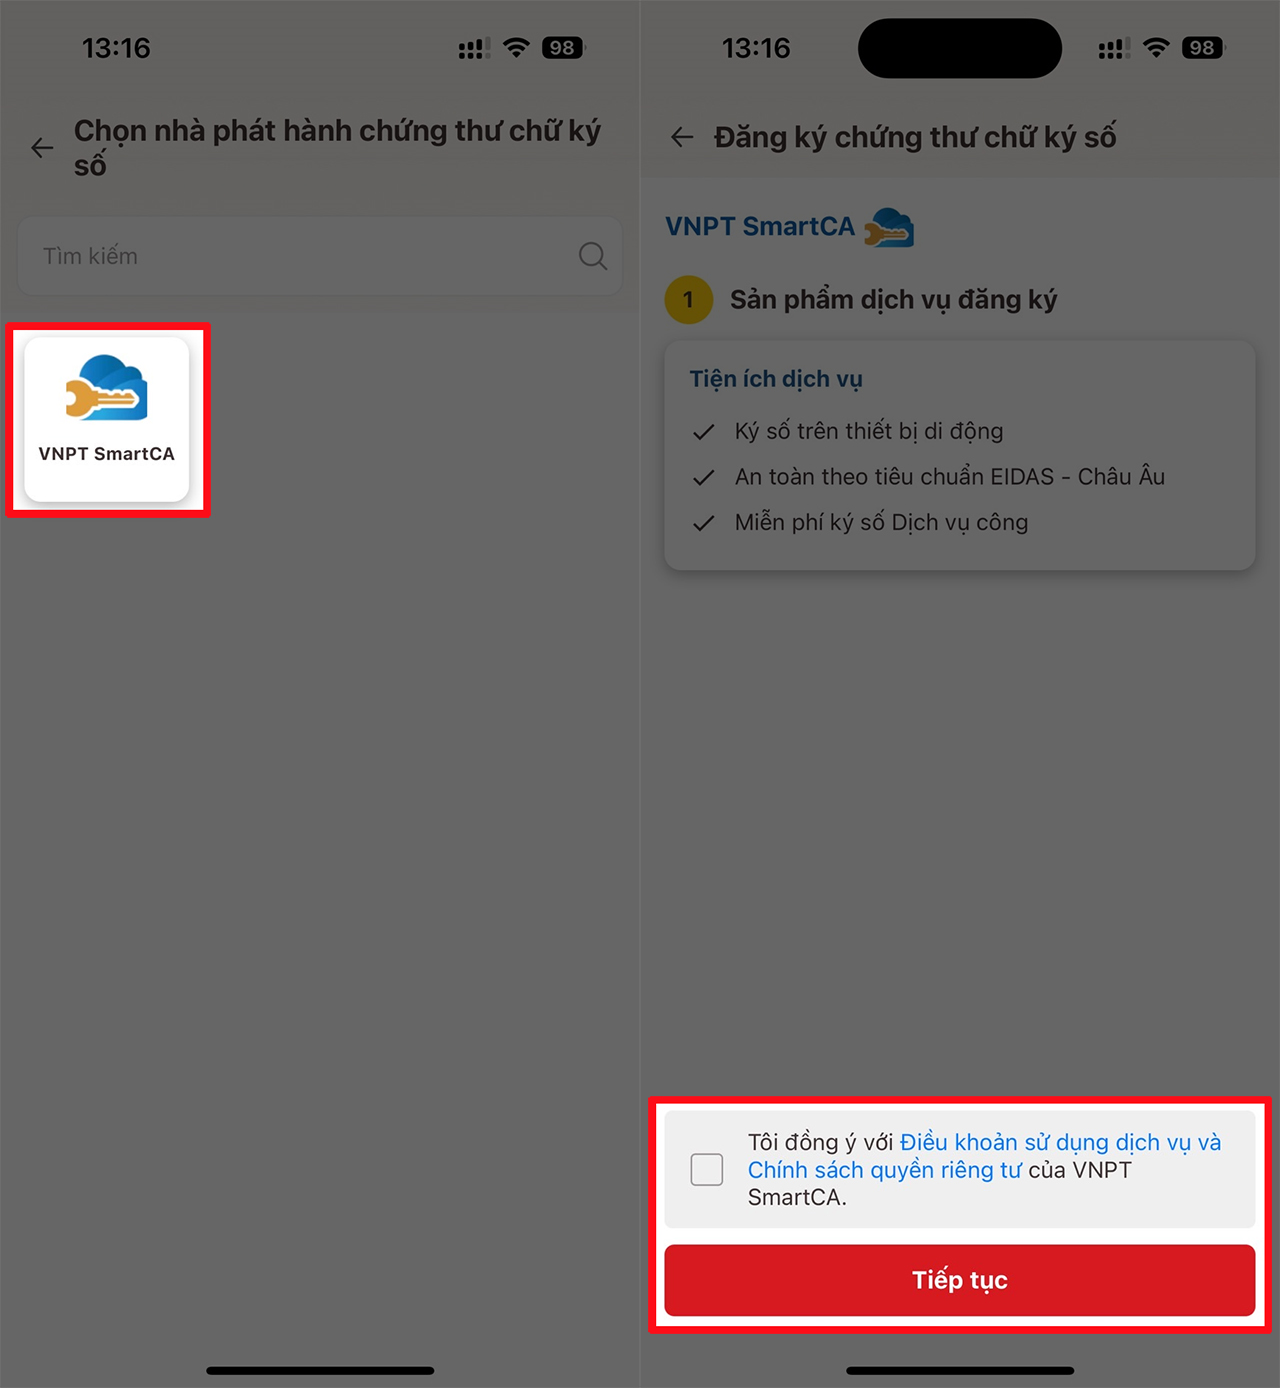 13:16
98
Chọn nhà phát hành chứng thư chữ ký
số
Tìm kiếm
VNPT SmartCA
13:16
98
Đăng ký chứng thư chữ ký số
VNPT SmartCA
1 Sản phẩm dịch vụ đăng ký
Tiện ích dịch vụ
Ký số trên thiết bị di động
An toàn theo tiêu chuẩn EIDAS - Châu Âu
Miễn phí ký số Dịch vụ công
Tôi đồng ý với Điều khoản sử dụng dịch vụ và
Chính sách quyền riêng tư của VNPT
SmartCA.
Tiếp tục